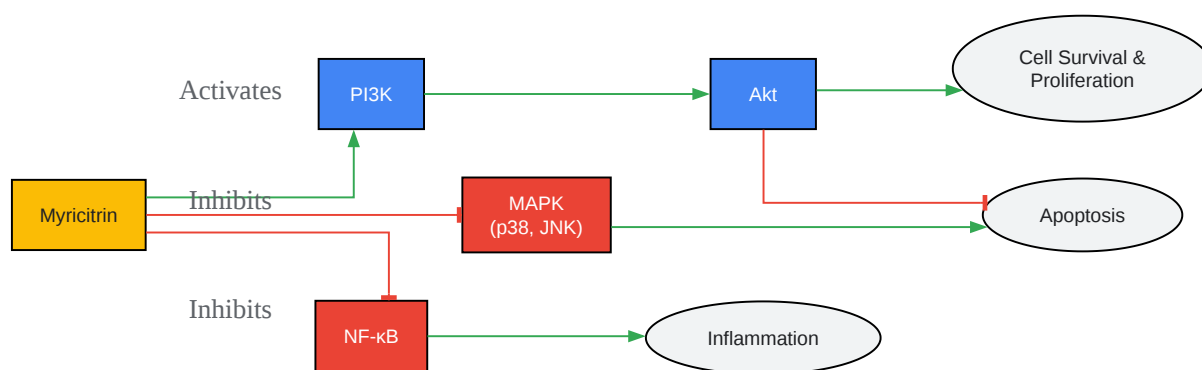 Cell Survival &
Proliferation
Activates
PI3K
Akt
Myricitrin
Inhibits
MAPK
(p38, JNK)
Apoptosis
Inhibits
NF-κB
Inflammation